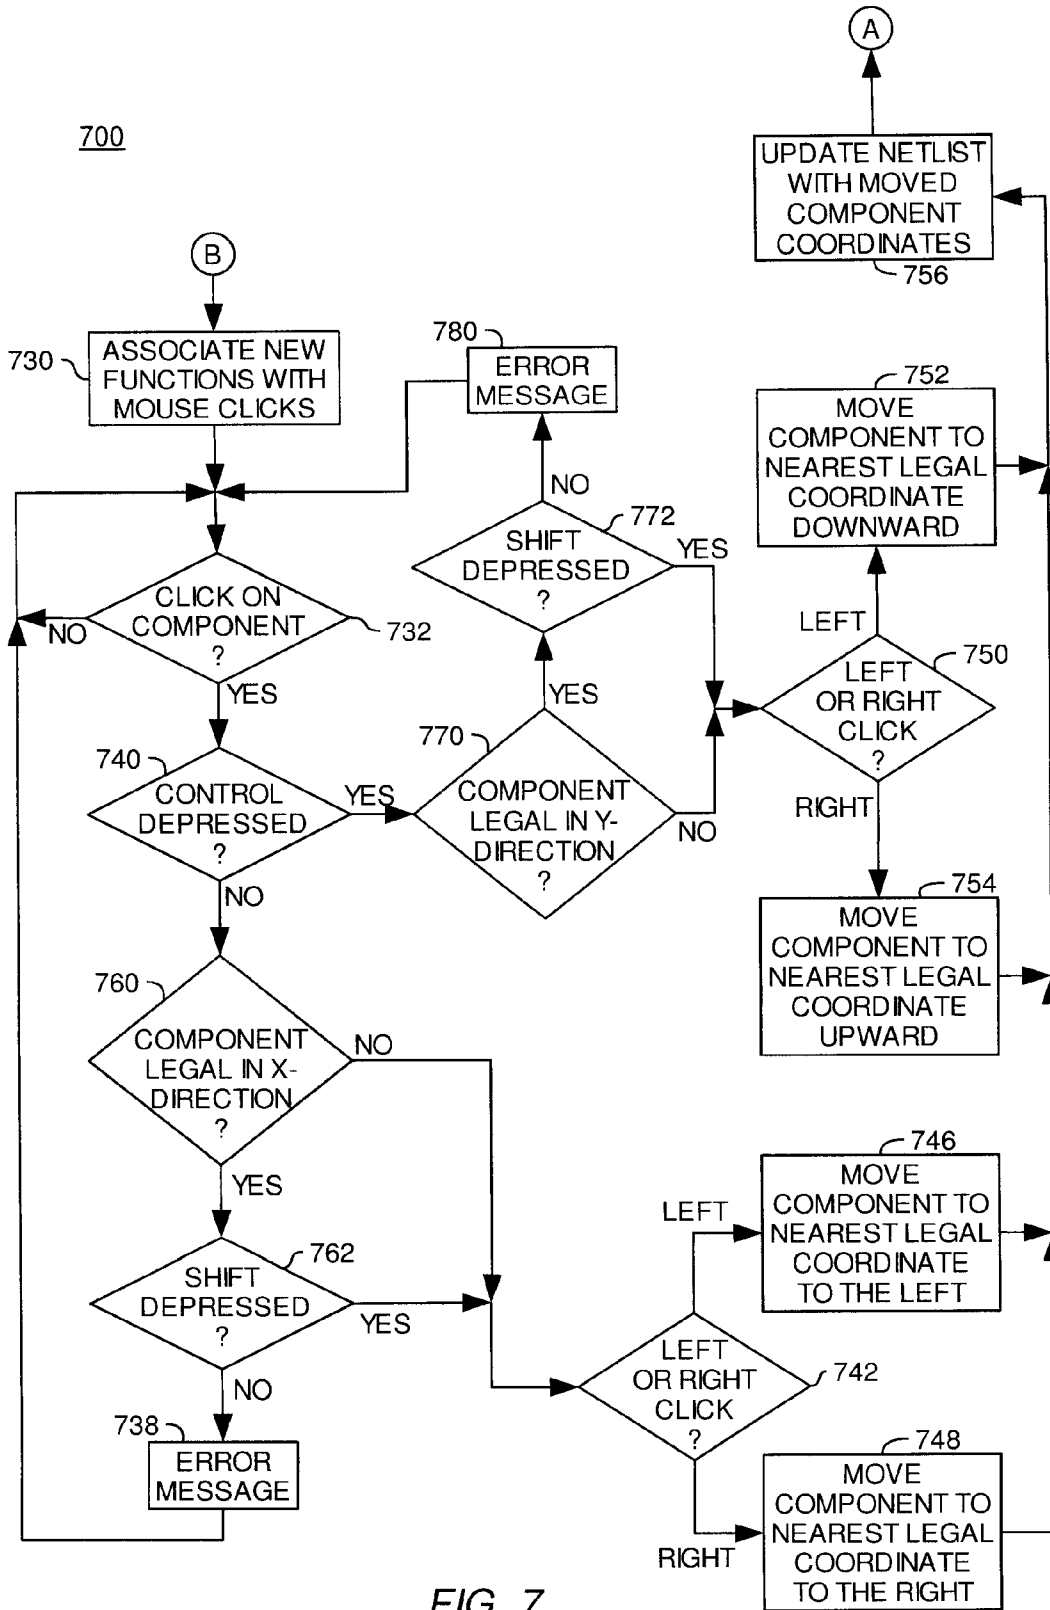 A
700
UPDATE NETLIST
WITH MOVED
COMPONENT
COORDINATES
756
B
730
ASSOCIATE NEW
FUNCTIONS WITH
MOUSE CLICKS
780
ERROR
MESSAGE
NO
772
SHIFT
DEPRESSED
?
YES
752
MOVE
COMPONENT TO
NEAREST LEGAL
COORDINATE
DOWNWARD
CLICK ON
COMPONENT
?
NO
732
YES
LEFT
750
LEFT
OR RIGHT
CLICK
?
RIGHT
740
CONTROL
DEPRESSED
?
YES
NO
770
YES
COMPONENT
LEGAL IN Y-
DIRECTION
?
NO
754
MOVE
COMPONENT TO
NEAREST LEGAL
COORDINATE
UPWARD
760
COMPONENT
LEGAL IN X-
DIRECTION
?
NO
YES
762
SHIFT
DEPRESSED
?
YES
NO
738
ERROR
MESSAGE
746
MOVE
COMPONENT TO
NEAREST LEGAL
COORDINATE
TO THE LEFT
LEFT
LEFT
OR RIGHT
CLICK
?
742
RIGHT
748
MOVE
COMPONENT TO
NEAREST LEGAL
COORDINATE
TO THE RIGHT
FIG. 7